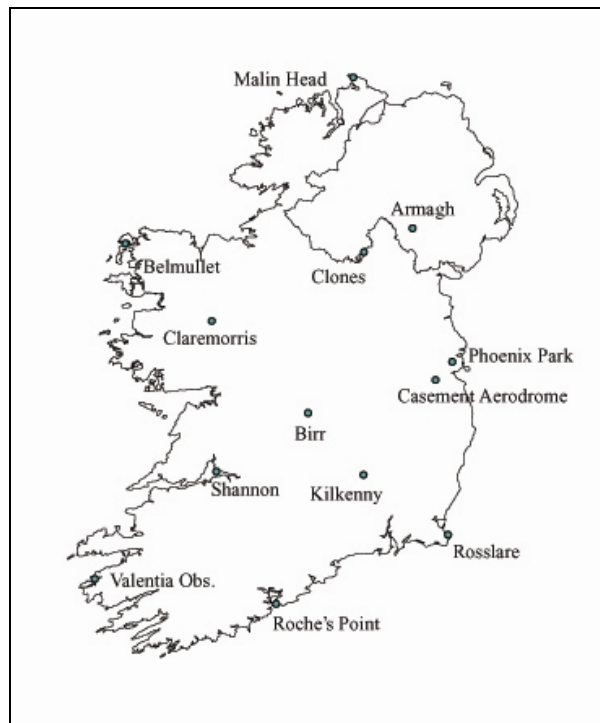 Malin Head
Armagh
Belmullet
Clones
Claremorris
Phoenix Park
Casement Aerodrome
Birr
Shannon
Kilkenny
Rosslare
Valentia Obs.
Roche's Point